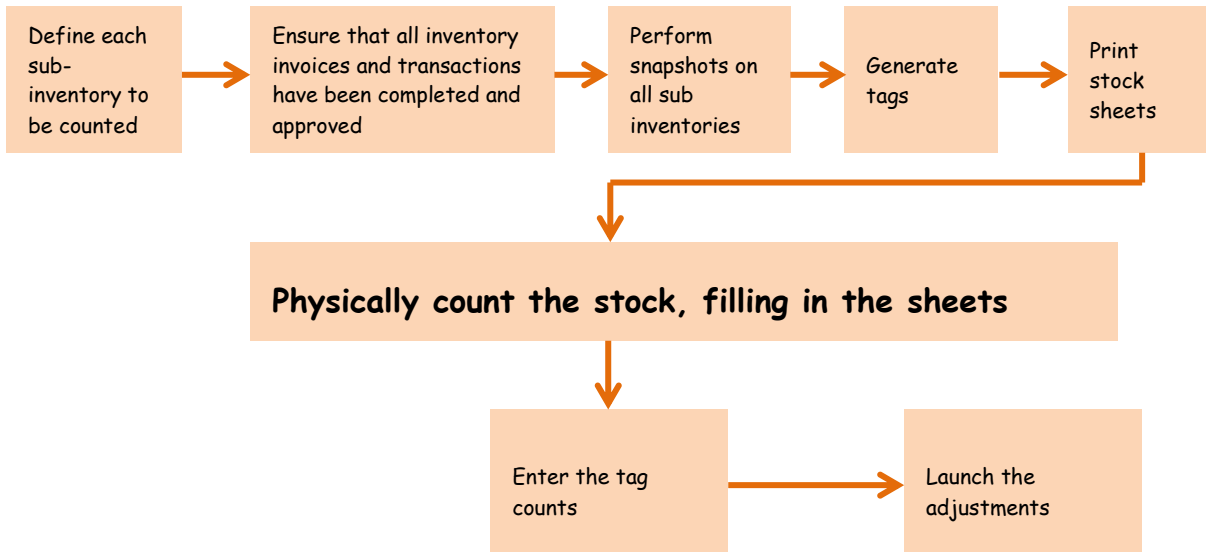 Define each
sub-
inventory to
be counted
Ensure that all inventory
invoices and transactions
have been completed and
approved
Perform
snapshots on
all sub
inventories
Generate
tags
Print
stock
sheets
Physically count the stock, filling in the sheets
Enter the tag
counts
Launch the
adjustments